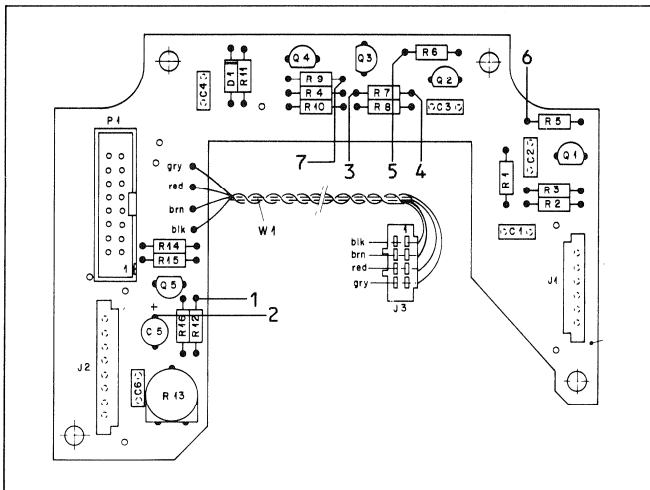 Q4
Q3
R6
6
C4
D1
R11
R9
Q2
R4
R7
R10
R8
C3
P1
R5
7
3
5
4
C2
Q1
gry
R1
red
R3
brn
R2
blk
W1
C1
1
blk
R14
brn
1
R15
red
J1
gry
Q5
J3
1
+
2
C5
R16
R12
J2
C6
R13